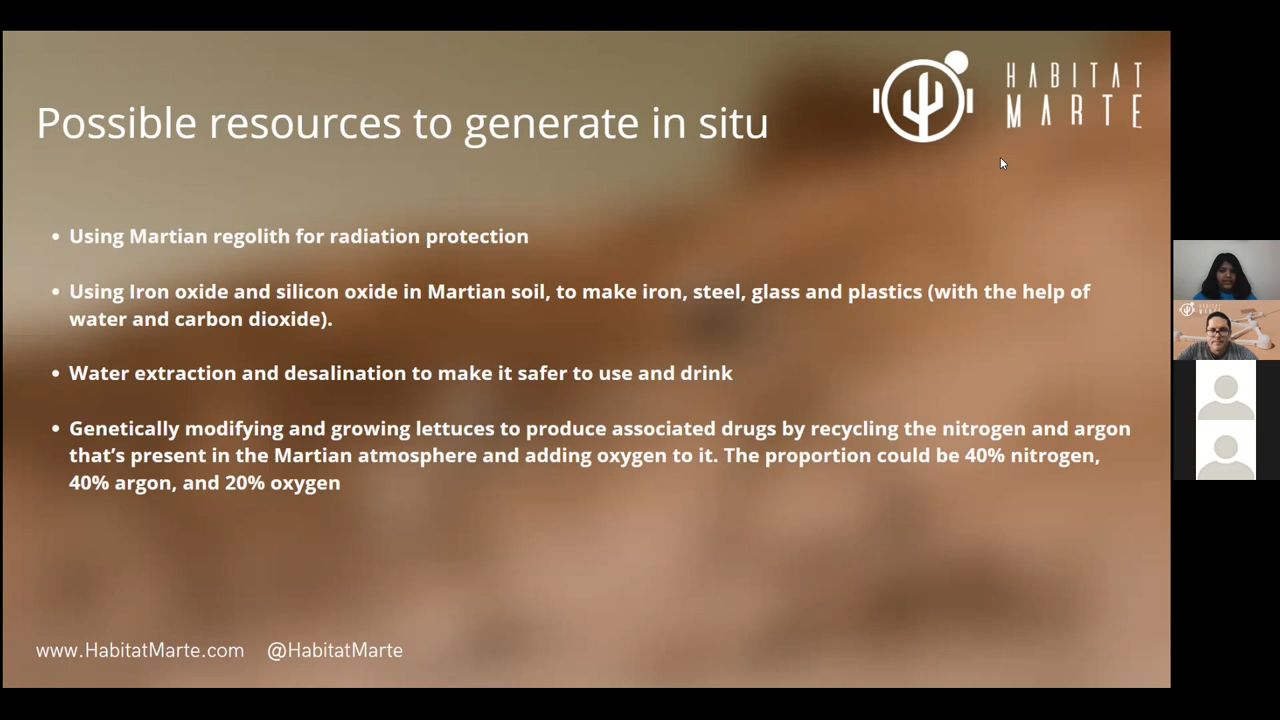 Possible resources to generate in situ
HABITAT
MARTE
• Using Martian regolith for radiation protection
• Using Iron oxide and silicon oxide in Martian soil, to make iron, steel, glass and plastics (with the help of
water and carbon dioxide).
• Water extraction and desalination to make it safer to use and drink
• Genetically modifying and growing lettuces to produce associated drugs by recycling the nitrogen and argon
that’s present in the Martian atmosphere and adding oxygen to it. The proportion could be 40% nitrogen,
40% argon, and 20% oxygen
www.HabitatMarte.com @HabitatMarte
HABITAT
MARTE